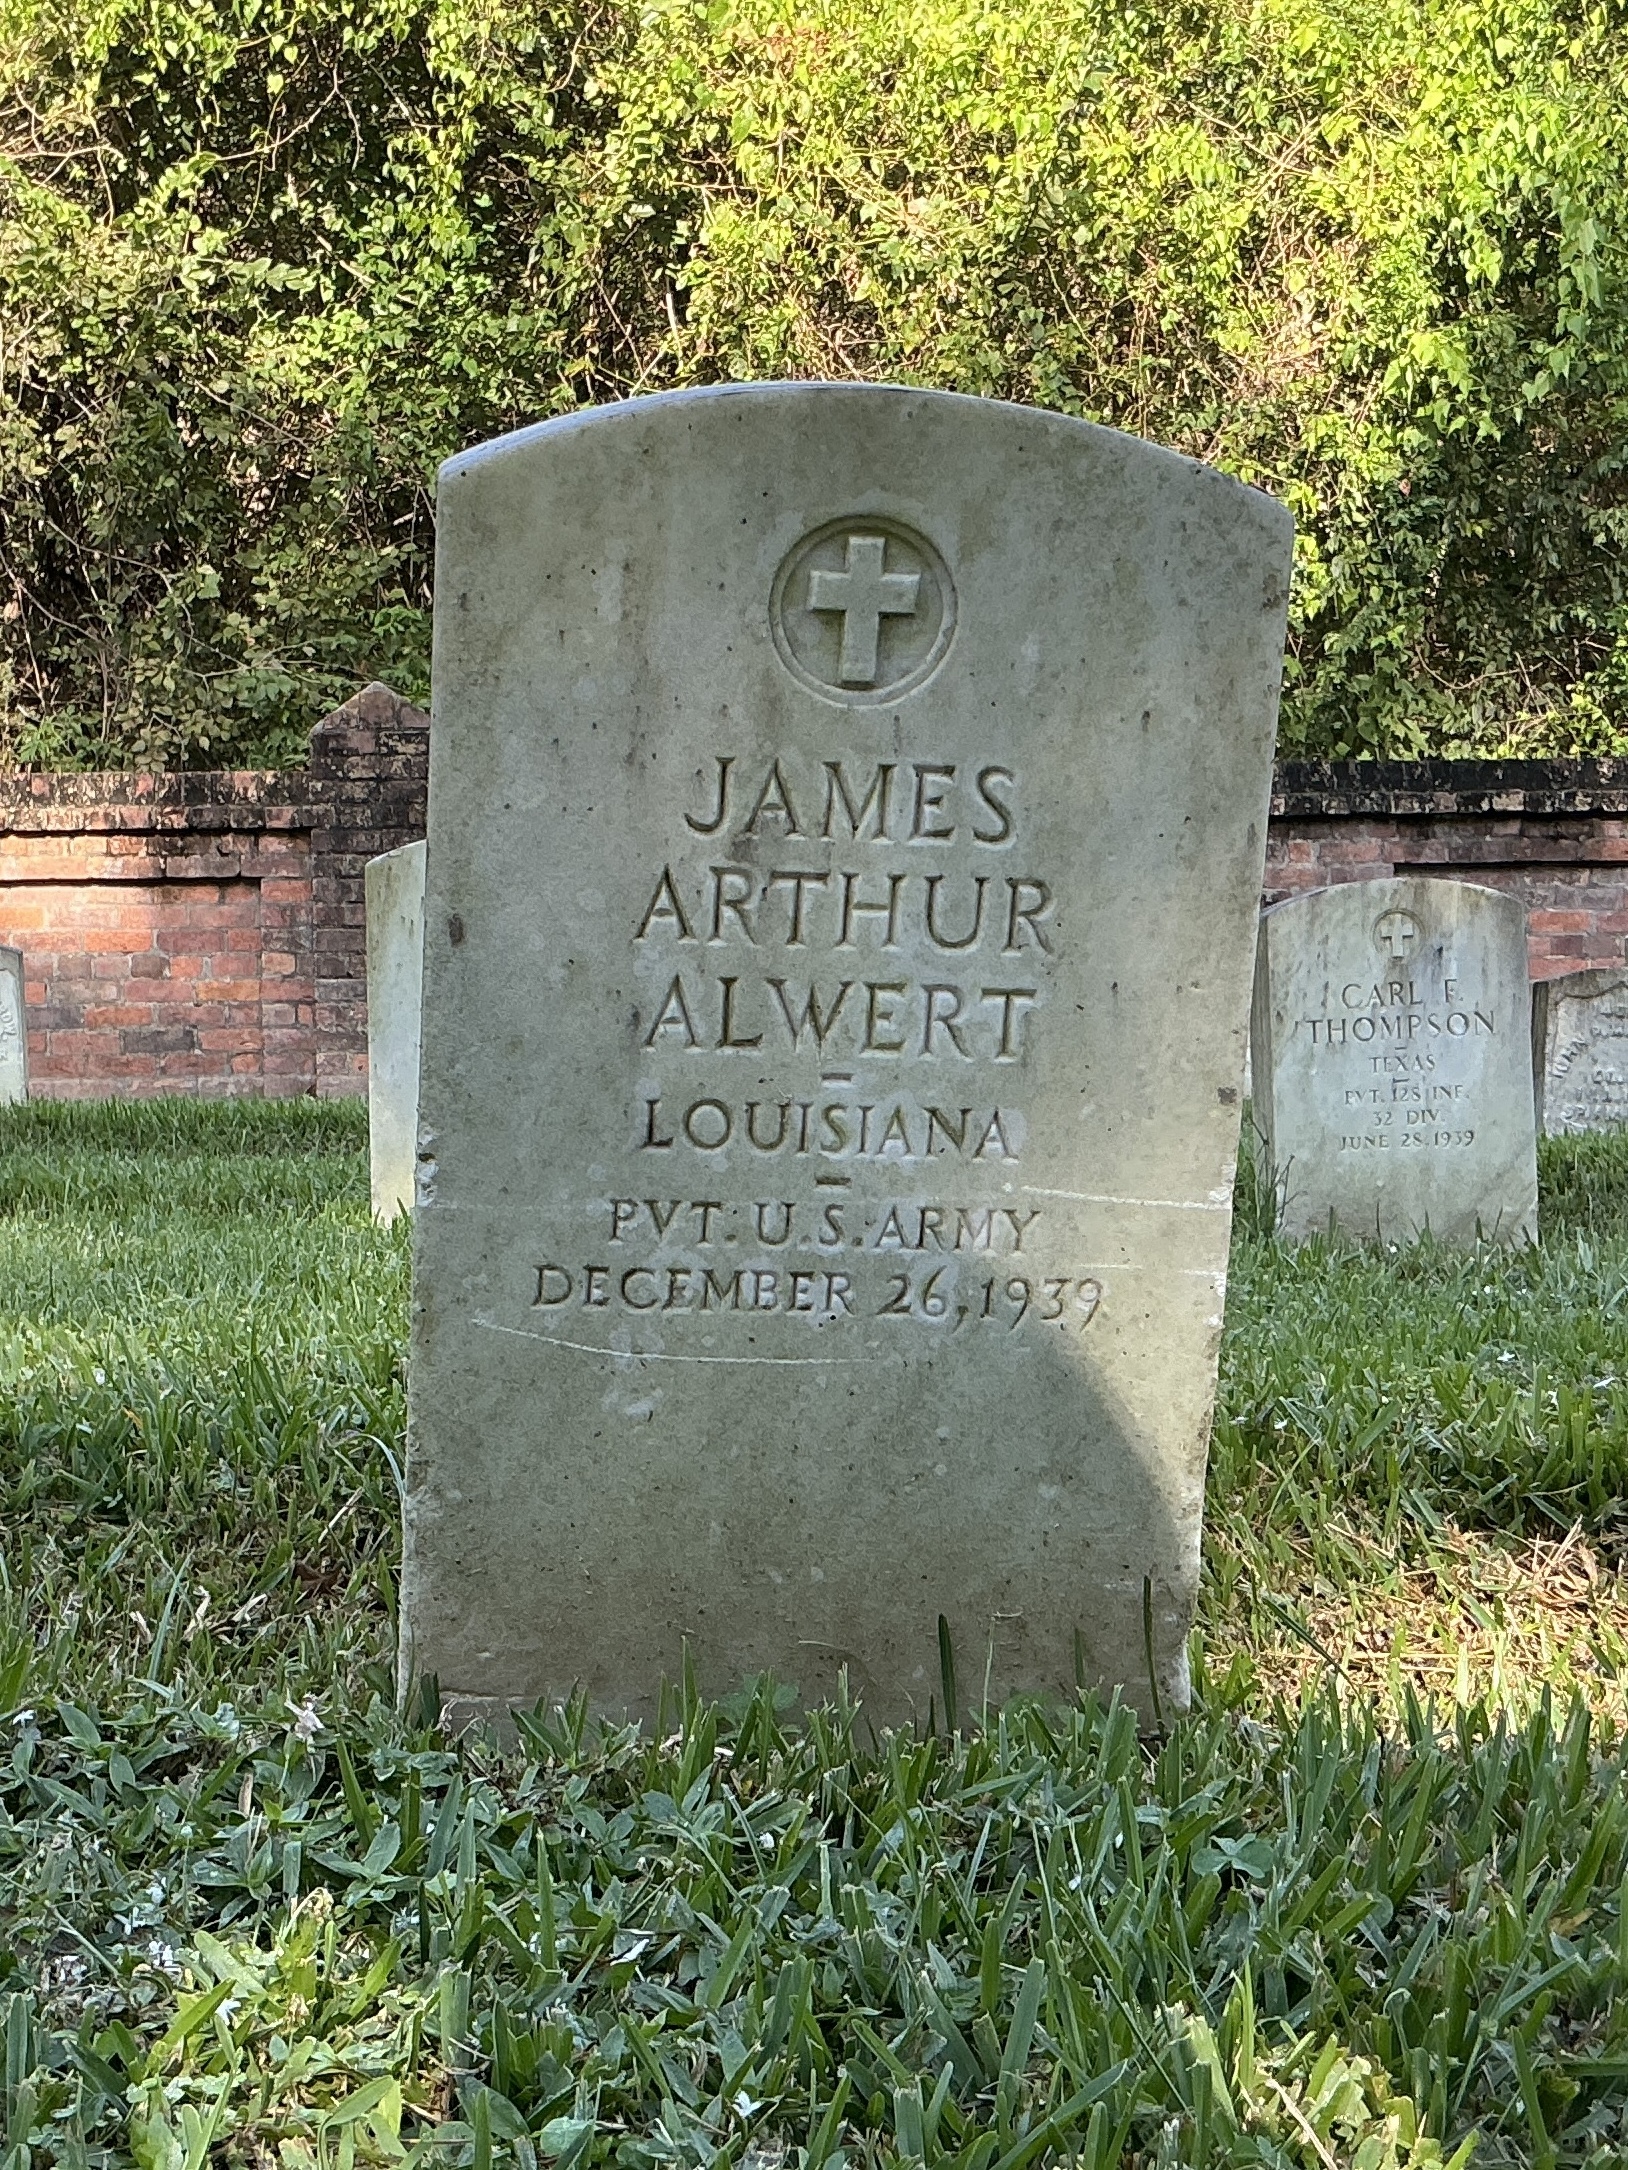 JAMES
ARTHUR
ALWERT
LOUISIANA
PVT. U.S. ARMY
DECEMBER 26, 1939
CARL F.
THOMPSON
TEXAS
PVT. 128 INF.
32 DIV.
JUNE 28, 1939
JOHN